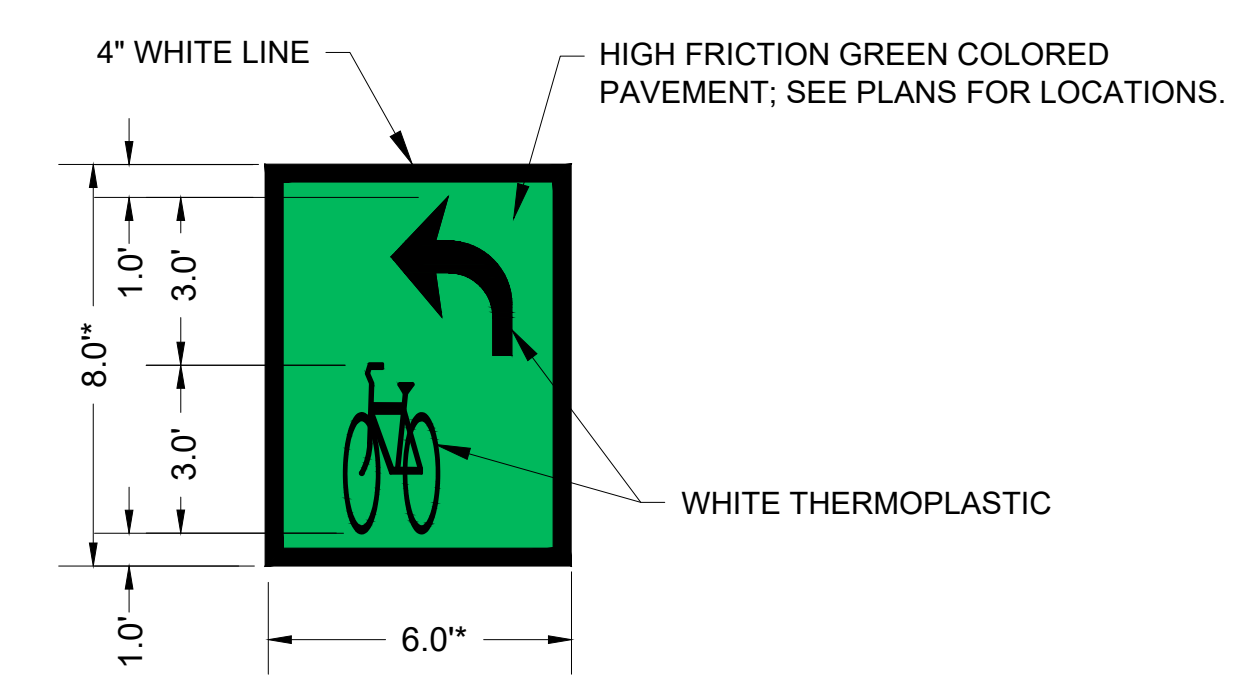 4" WHITE LINE
HIGH FRICTION GREEN COLORED
PAVEMENT; SEE PLANS FOR LOCATIONS.
1.0'
3.0'
8.0'*
3.0'
WHITE THERMOPLASTIC
1.0'
6.0'*